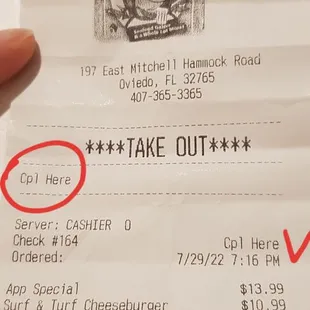 197 East Mitchell Hammock Road
Oviedo, FL 32765
407-365-3365
****TAKE OUT****
Cpl Here
Server: CASHIER 0
Check #164 Cpl Here
Ordered: 7/29/22 7:16 PM
App Special $13.99
Surf & Turf Cheeseburger $10.99